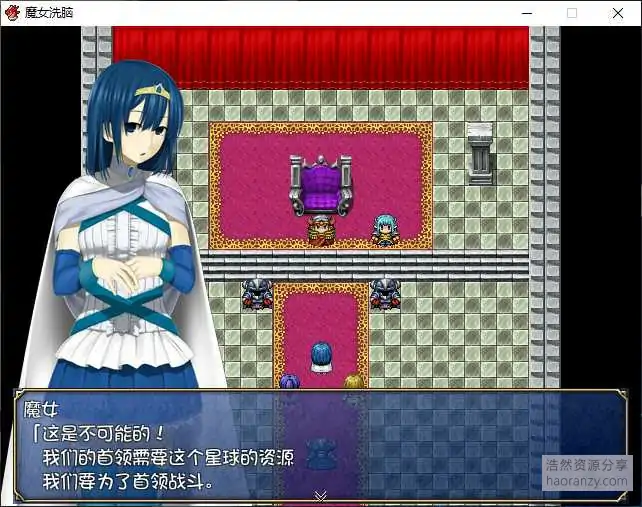 魔女洗脑
魔女
「这是不可能的！
我们的首领需要这个星球的资源
我们要为了首领战斗。
浩然资源分享
haoranzy.com